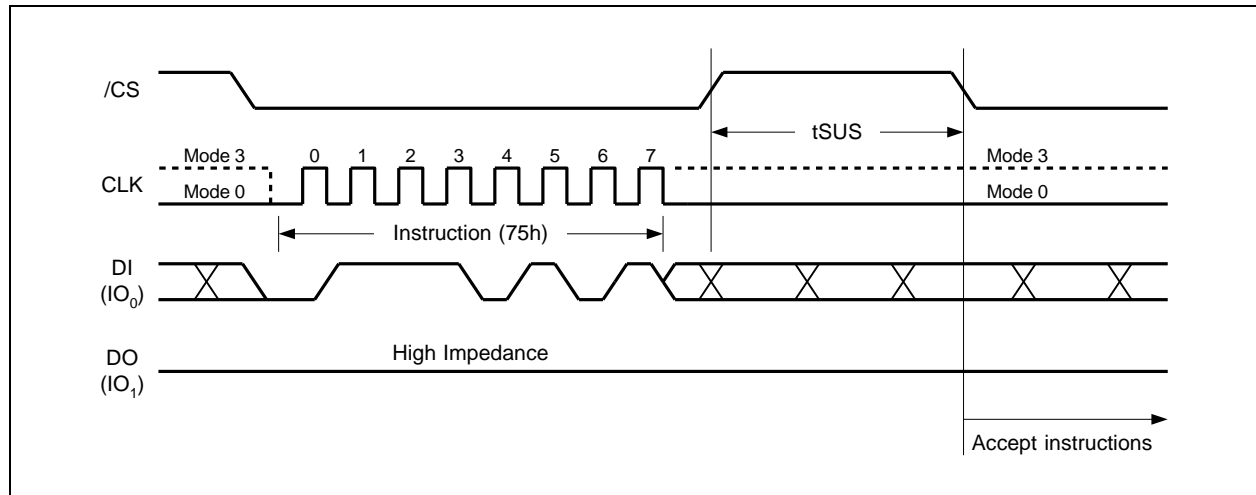 /CS
tSUS
Mode 3
0 1 2 3 4 5 6 7
Mode 3
CLK
Mode 0
Mode 0
Instruction (75h)
DI
(IO₀)
High Impedance
DO
(IO₁)
Accept instructions